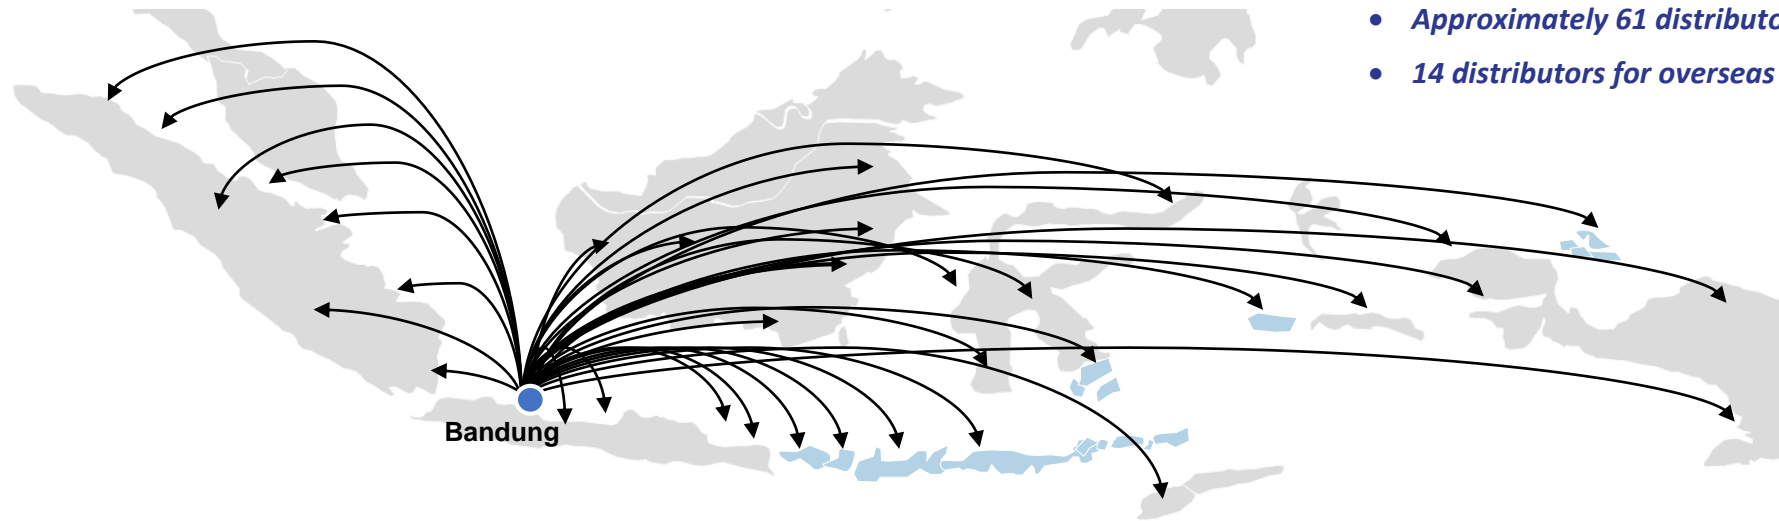 • Approximately 61
• 14 distributors for overseas
Bandung